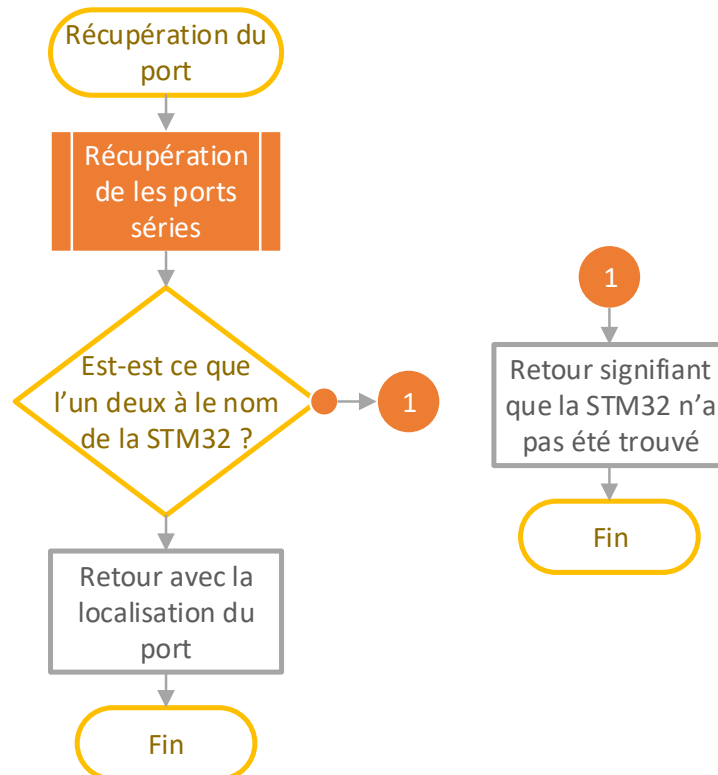 Récupération du
port
Récupération
de les ports
séries
Est-est ce que
l'un deux à le nom
de la STM32 ?
1
Retour avec la
localisation du
port
Fin
1
Retour signifiant
que la STM32 n'a
pas été trouvé
Fin